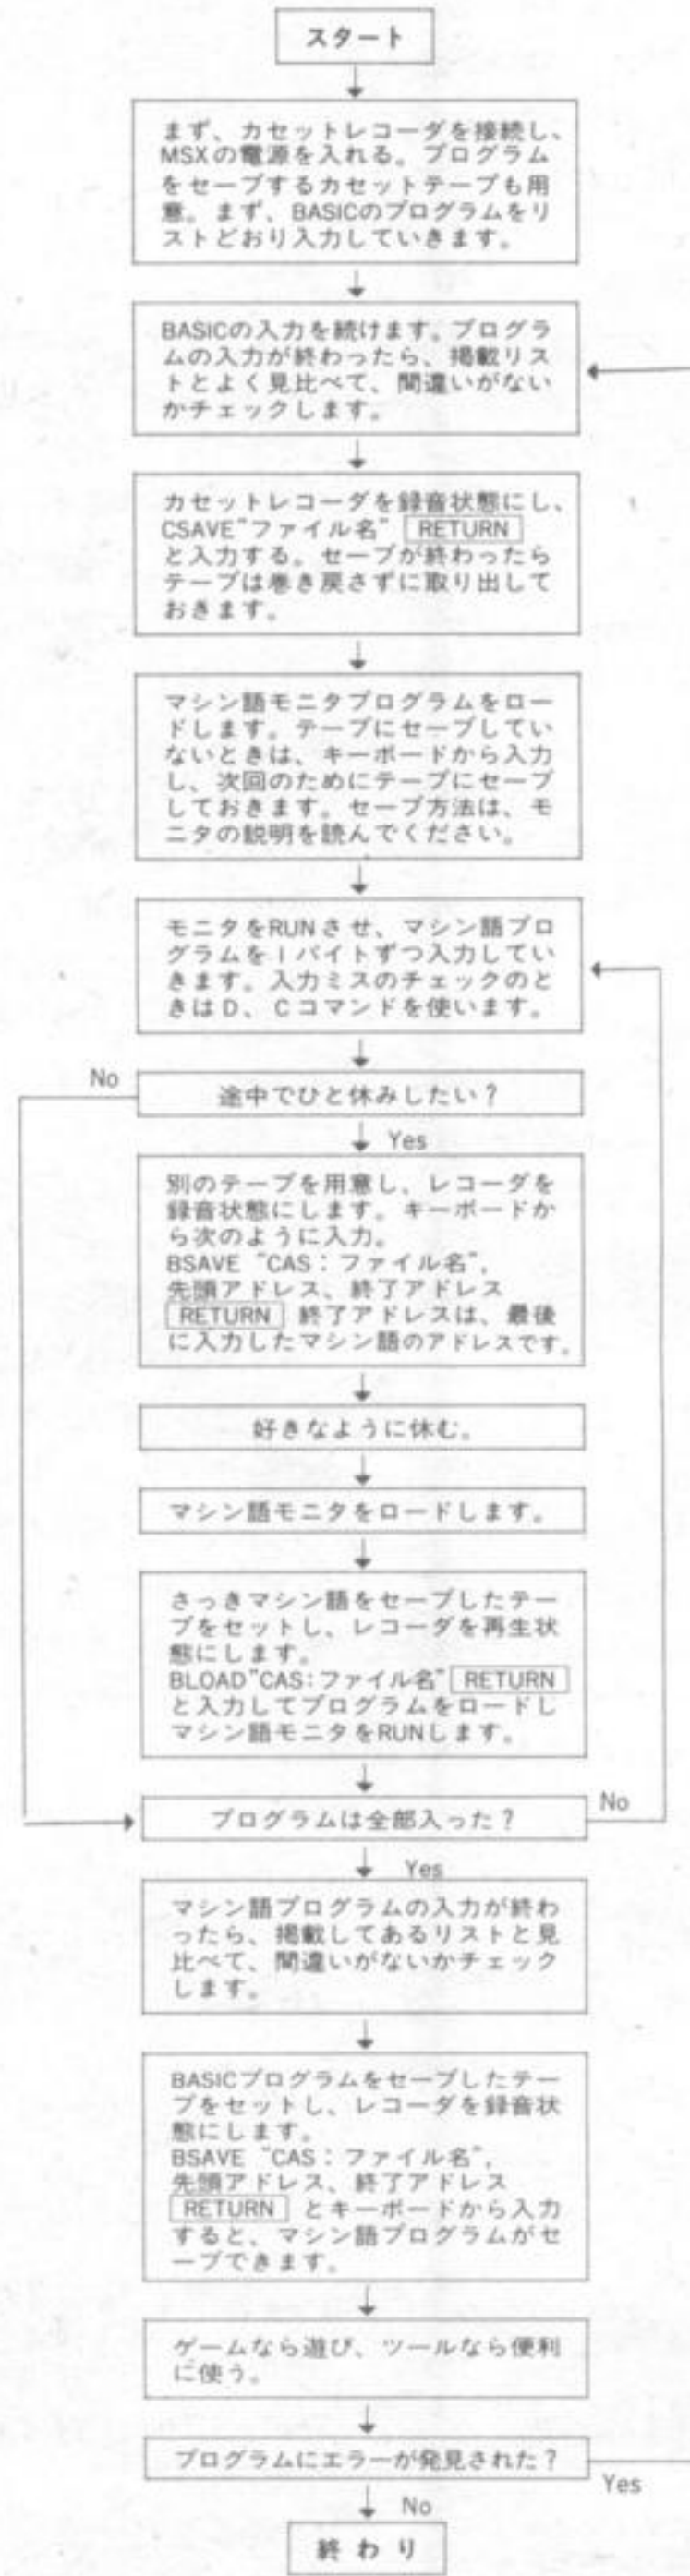 スタート
まず、カセットレコーダを接続し、
MSXの電源を入れる。プログラム
をセーブするカセットテープも用
意。まず、BASICのプログラムをリ
ストどおり入力していきます。
BASICの入力を続けます。プログラ
ムの入力が終わったら、掲載リス
トとよく見比べて、間違いがない
かチェックします。
カセットレコーダを録音状態にし、
CSAVE"ファイル名" RETURN
と入力する。セーブが終わったら
テープは巻き戻さずに取り出して
おきます。
マシン語モニタプログラムをロー
ドします。テープにセーブしてい
ないときは、キーボードから入力
し、次回のためにテープにセーブ
しておきます。セーブ方法は、モ
ニタの説明を読んでください。
モニタをRUNさせ、マシン語プロ
グラムを1バイトずつ入力してい
きます。入力ミスのチェックのと
きはD、Cコマンドを使います。
No
途中でひと休みしたい?
Yes
別のテープを用意し、レコーダを
録音状態にします。キーボードか
ら次のように入力。
BSAVE "CAS:ファイル名",
先頭アドレス、終了アドレス
RETURN 終了アドレスは、最後
に入力したマシン語のアドレスです。
好きなように休む。
マシン語モニタをロードします。
さっきマシン語をセーブしたテー
プをセットし、レコーダを再生状
態にします。
BLOAD"CAS:ファイル名" RETURN
と入力してプログラムをロードし
マシン語モニタをRUNします。
プログラムは全部入った?
No
Yes
マシン語プログラムの入力が終わ
ったら、掲載してあるリストと見
比べて、間違いがないかチェック
します。
BASICプログラムをセーブしたテー
プをセットし、レコーダを録音状
態にします。
BSAVE "CAS:ファイル名",
先頭アドレス、終了アドレス
RETURN とキーボードから入力
すると、マシン語プログラムがセ
ーブできます。
ゲームなら遊び、ツールなら便利
に使う。
プログラムにエラーが発見された?
Yes
No
終わり